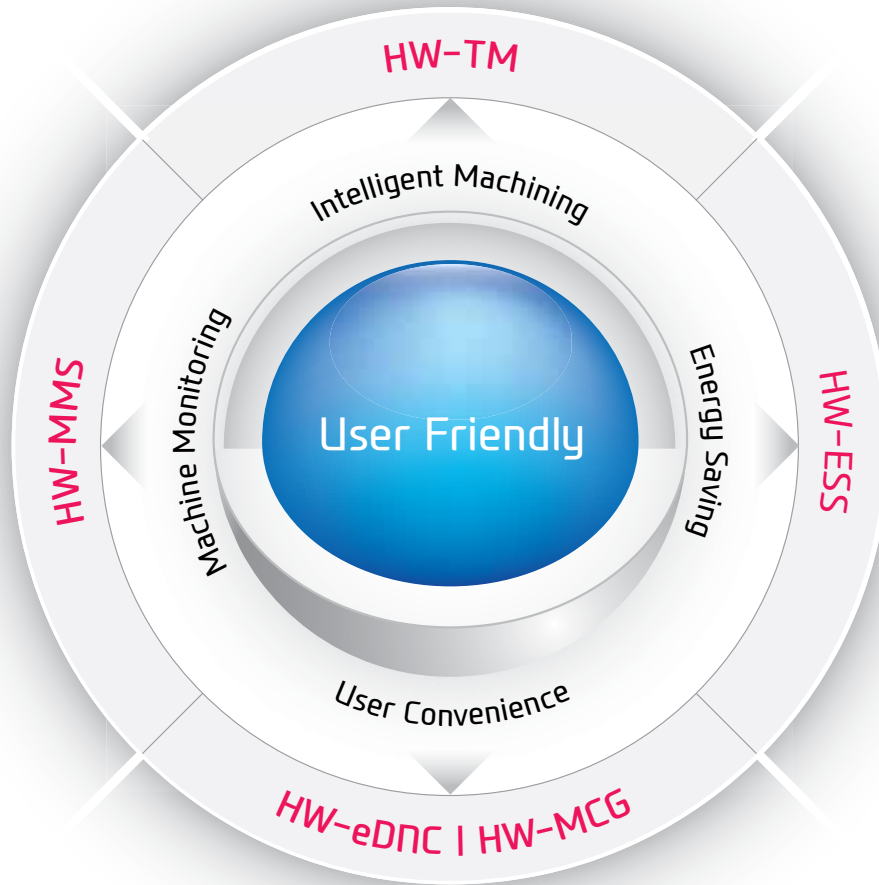 HW-TM
Intelligent Machining
HW-MMS
Machine Monitoring
User Friendly
Energy Saving
HW-ESS
User Convenience
HW-eDNC | HW-MCG